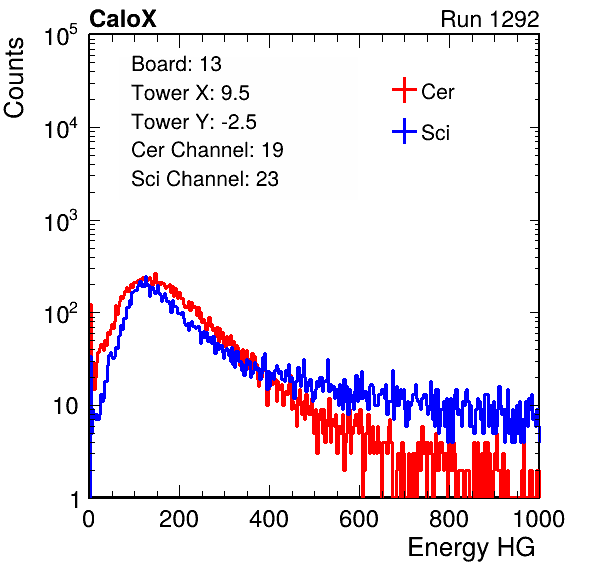 CaloX Run 1292
Counts
10^5
10^4
10^3
10^2
10
1
Board: 13
Tower X: 9.5
Tower Y: -2.5
Cer Channel: 19
Sci Channel: 23
Cer
Sci
0 200 400 600 800 1000
Energy HG